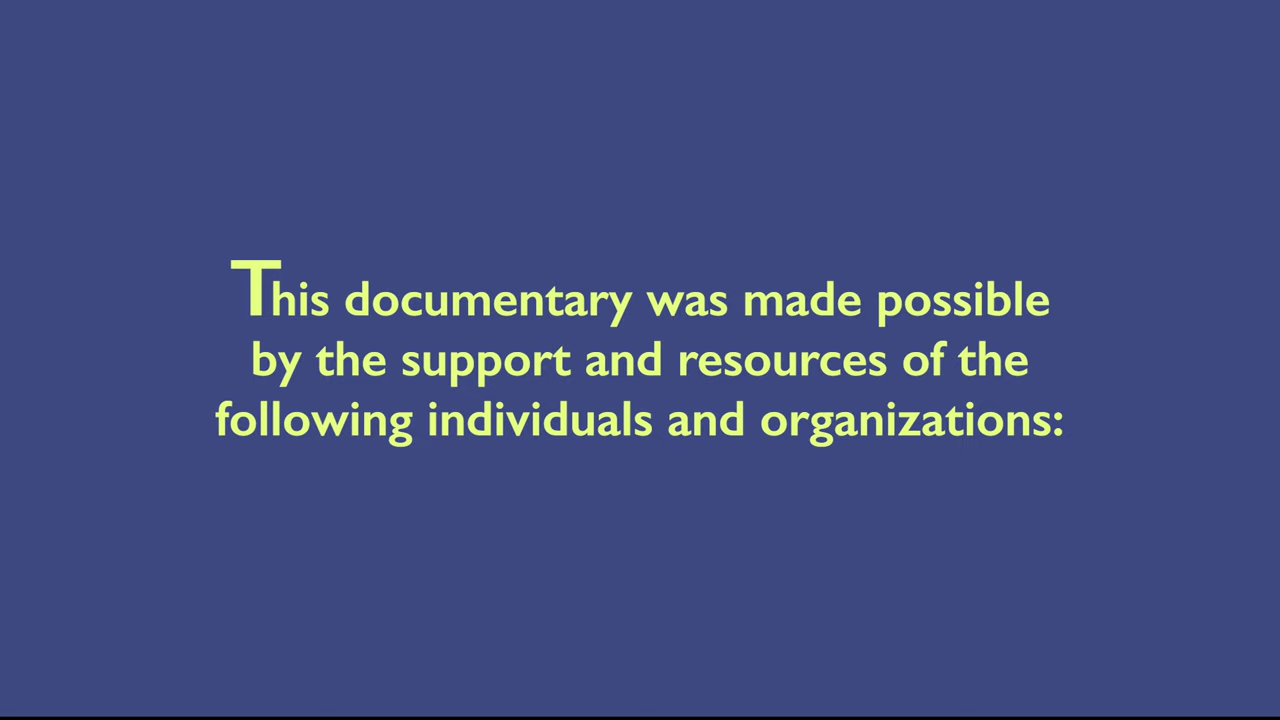 This documentary was made possible
by the support and resources of the
following individuals and organizations: